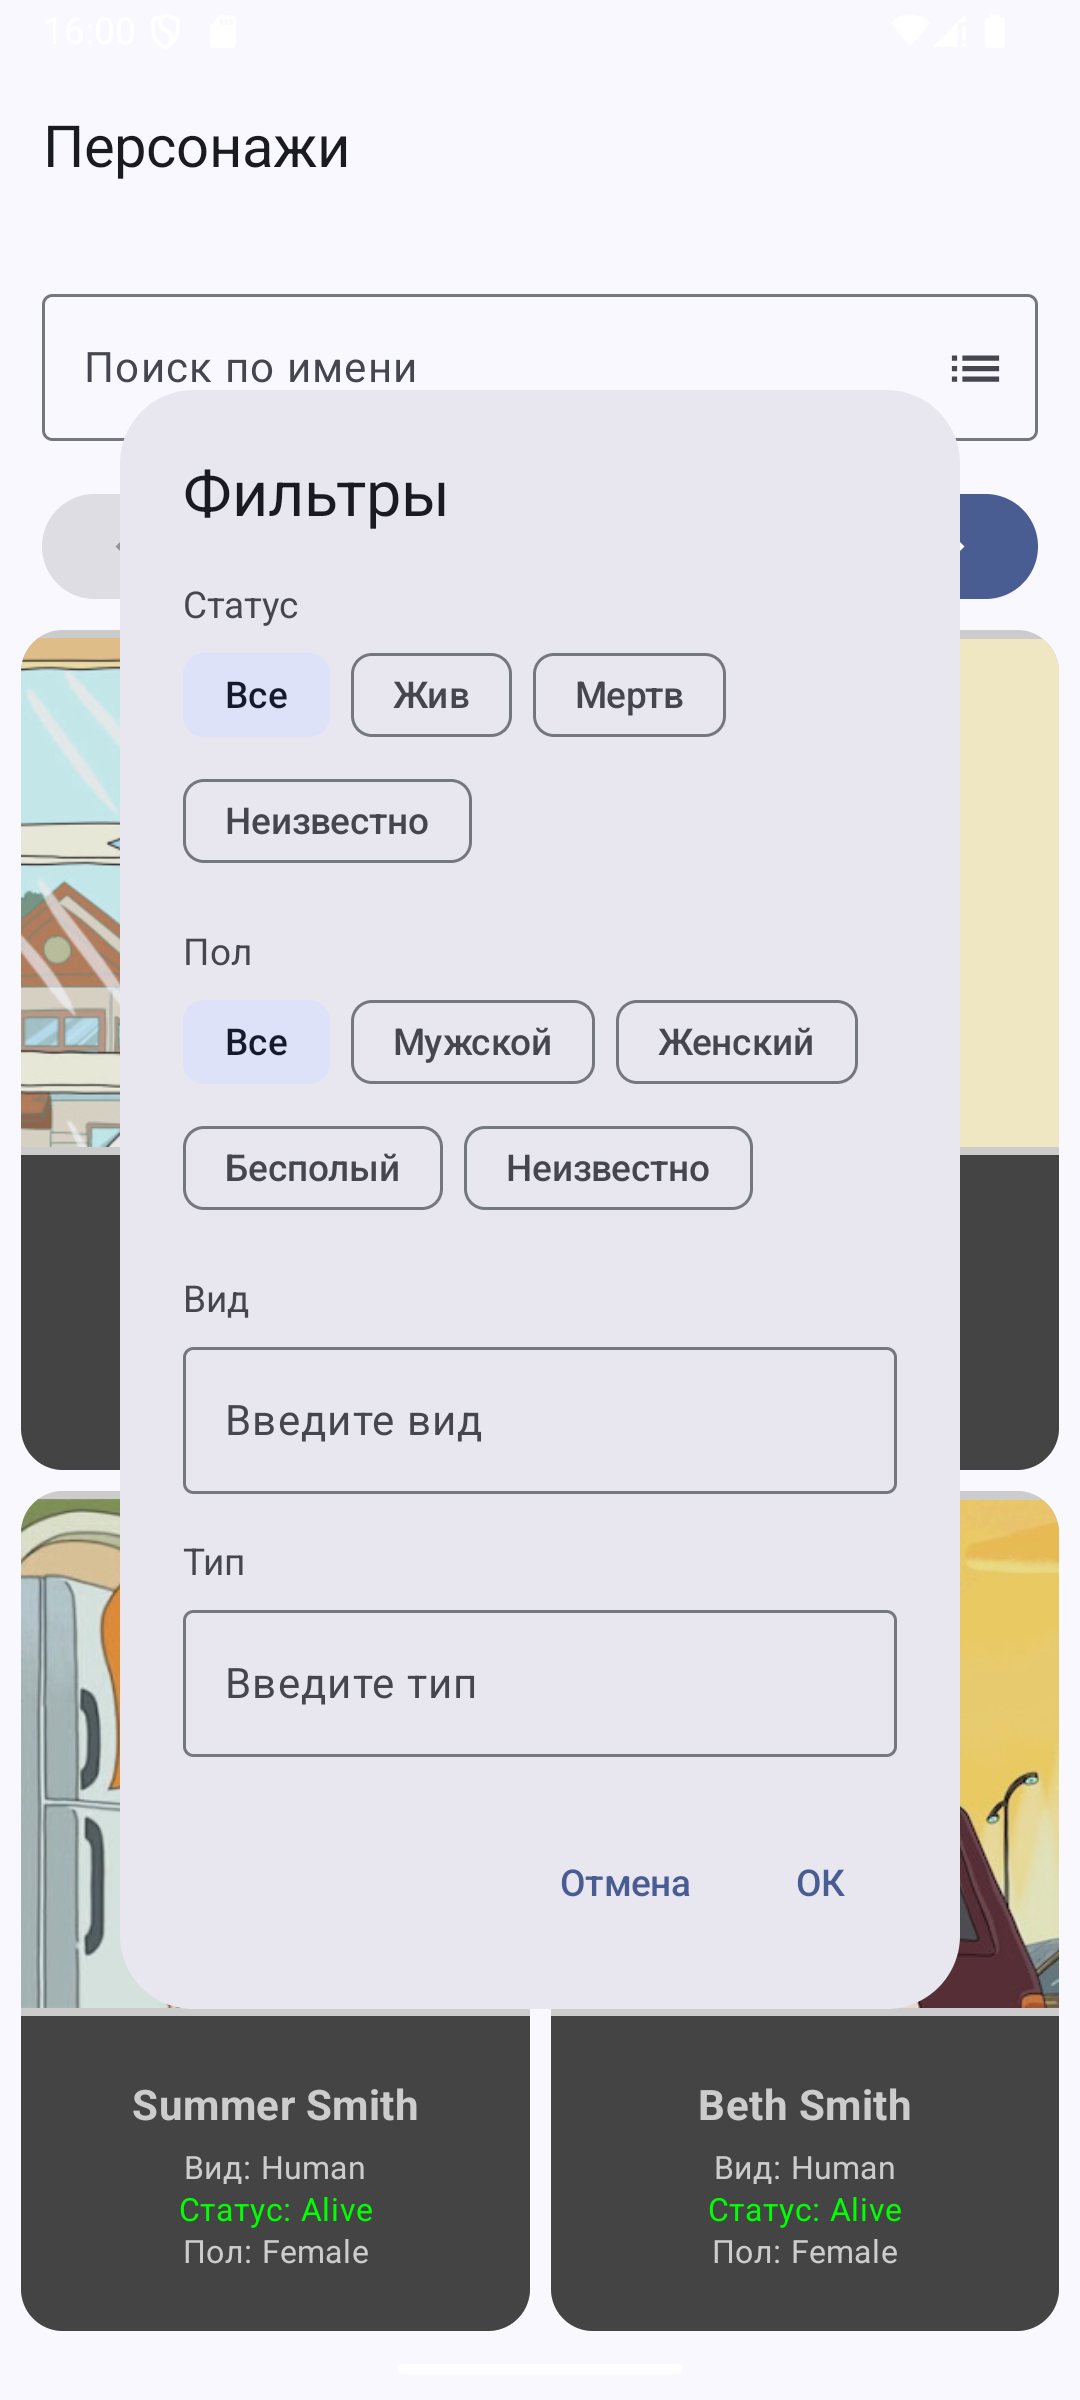 16:00
Персонажи
Поиск по имени
Фильтры
Статус
Все Жив Мертв
Неизвестно
Пол
Все Мужской Женский
Бесполый Неизвестно
Вид
Введите вид
Тип
Введите тип
Отмена ОК
Summer Smith Beth Smith
Вид: Human Вид: Human
Статус: Alive Статус: Alive
Пол: Female Пол: Female